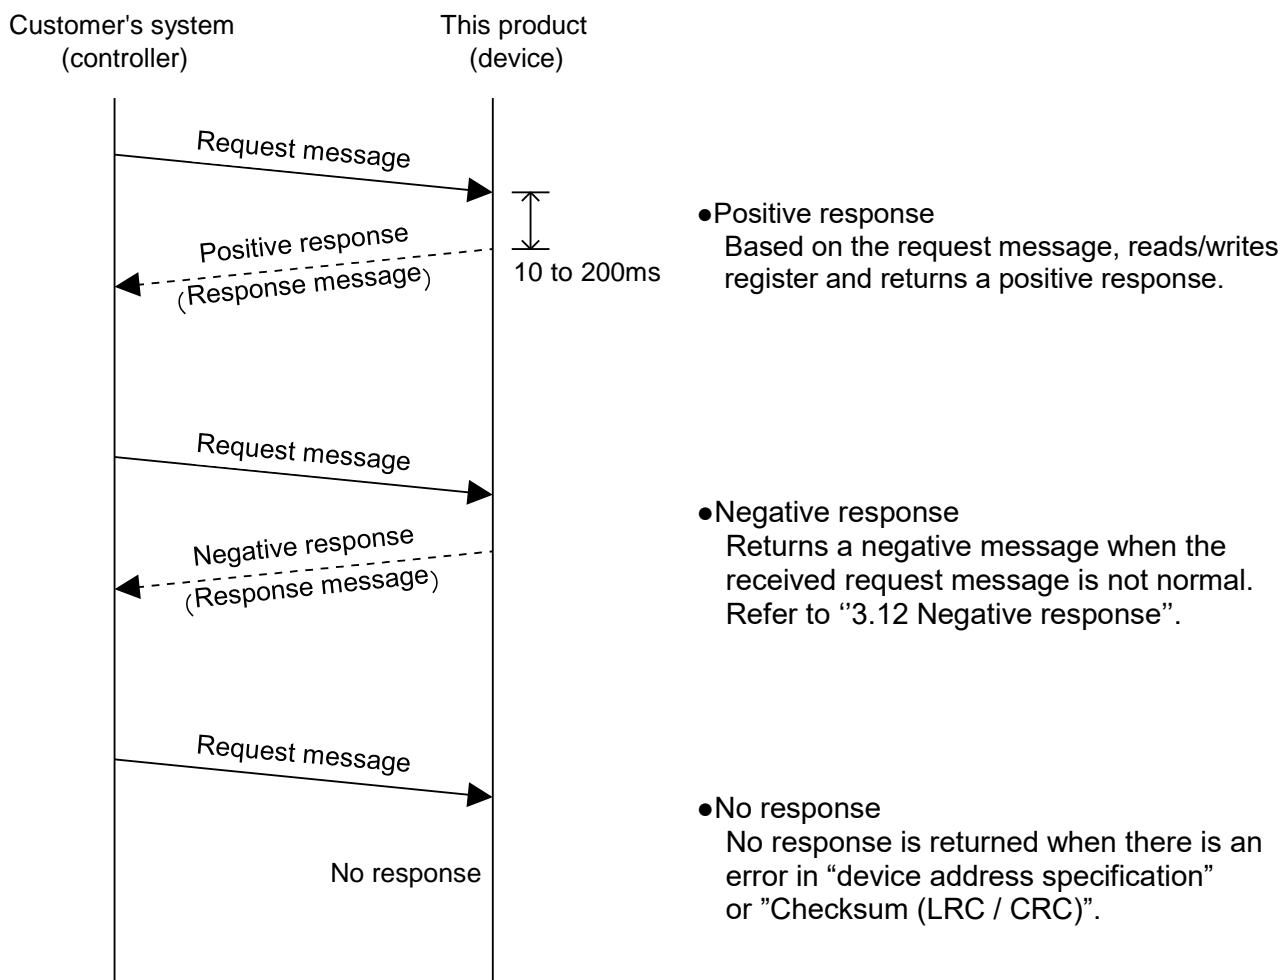 Customer's system
(controller)
This product
(device)
Request message
Positive response
(Response message)
10 to 200ms
●Positive response
Based on the request message, reads/writes
register and returns a positive response.
Request message
Negative response
(Response message)
●Negative response
Returns a negative message when the
received request message is not normal.
Refer to ‘’3.12 Negative response’’.
Request message
No response
●No response
No response is returned when there is an
error in “device address specification”
or ”Checksum (LRC / CRC)”.